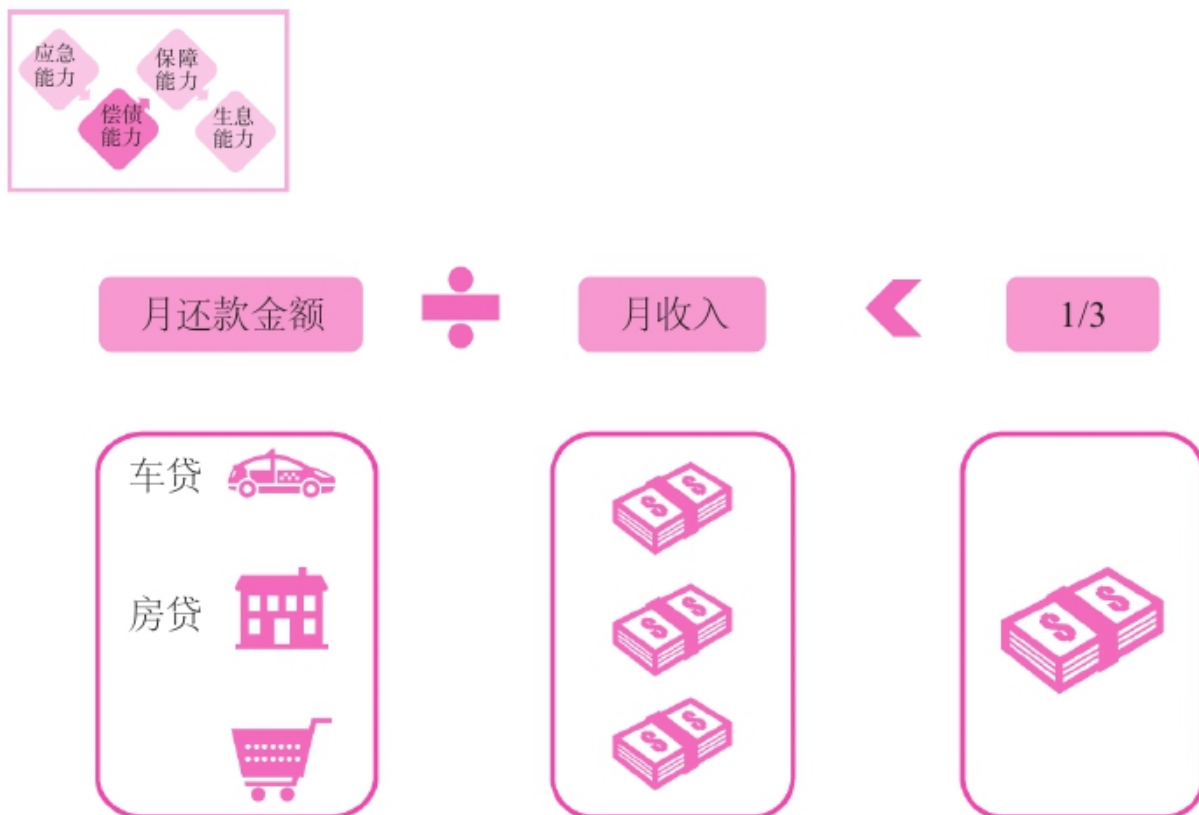 应急
能力
保障
能力
偿债
能力
生息
能力
月还款金额
÷
月收入
<
1/3
车贷
房贷